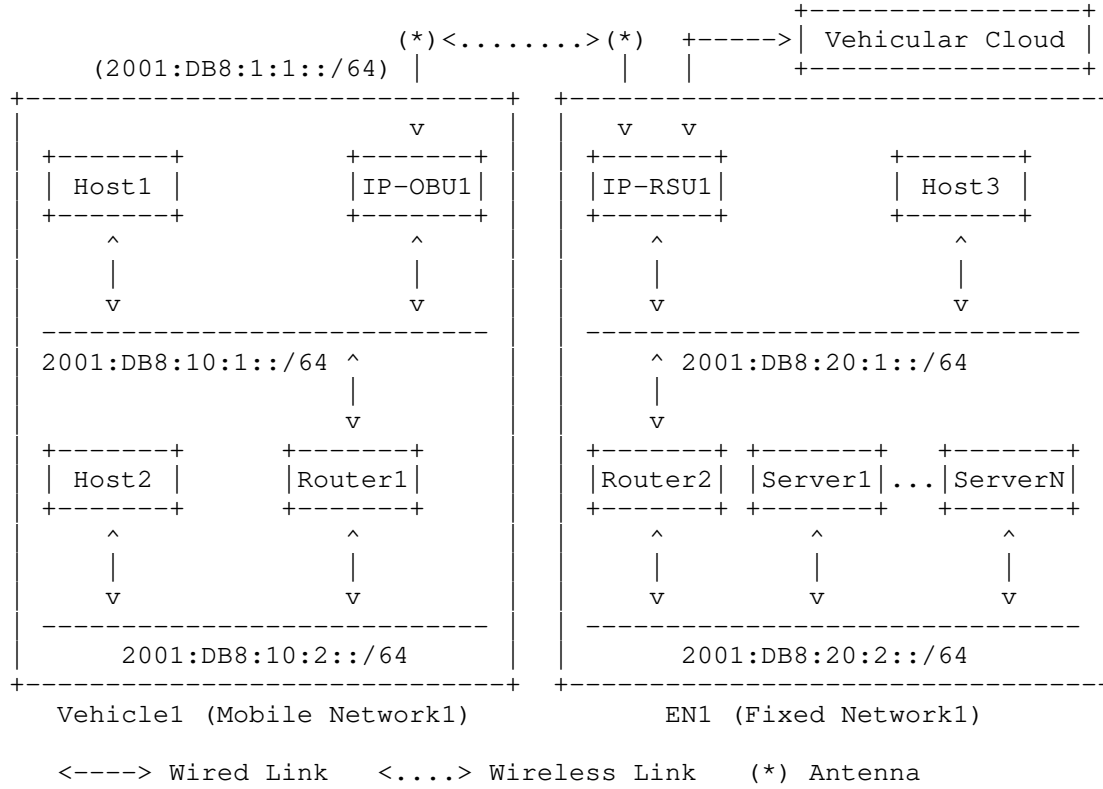 Vehicular Cloud
(*)<........>(*)
(2001:DB8:1:1::/64)
v v v
Host1 IP-OBU1 IP-RSU1 Host3
^ ^ ^ ^
v v v v
2001:DB8:10:1::/64 ^ ^ 2001:DB8:20:1::/64
v v
Host2 Router1 Router2 Server1 ... ServerN
^ ^ ^ ^ ^
v v v v v
2001:DB8:10:2::/64 2001:DB8:20:2::/64
Vehicle1 (Mobile Network1) EN1 (Fixed Network1)
<----> Wired Link <....> Wireless Link (*) Antenna